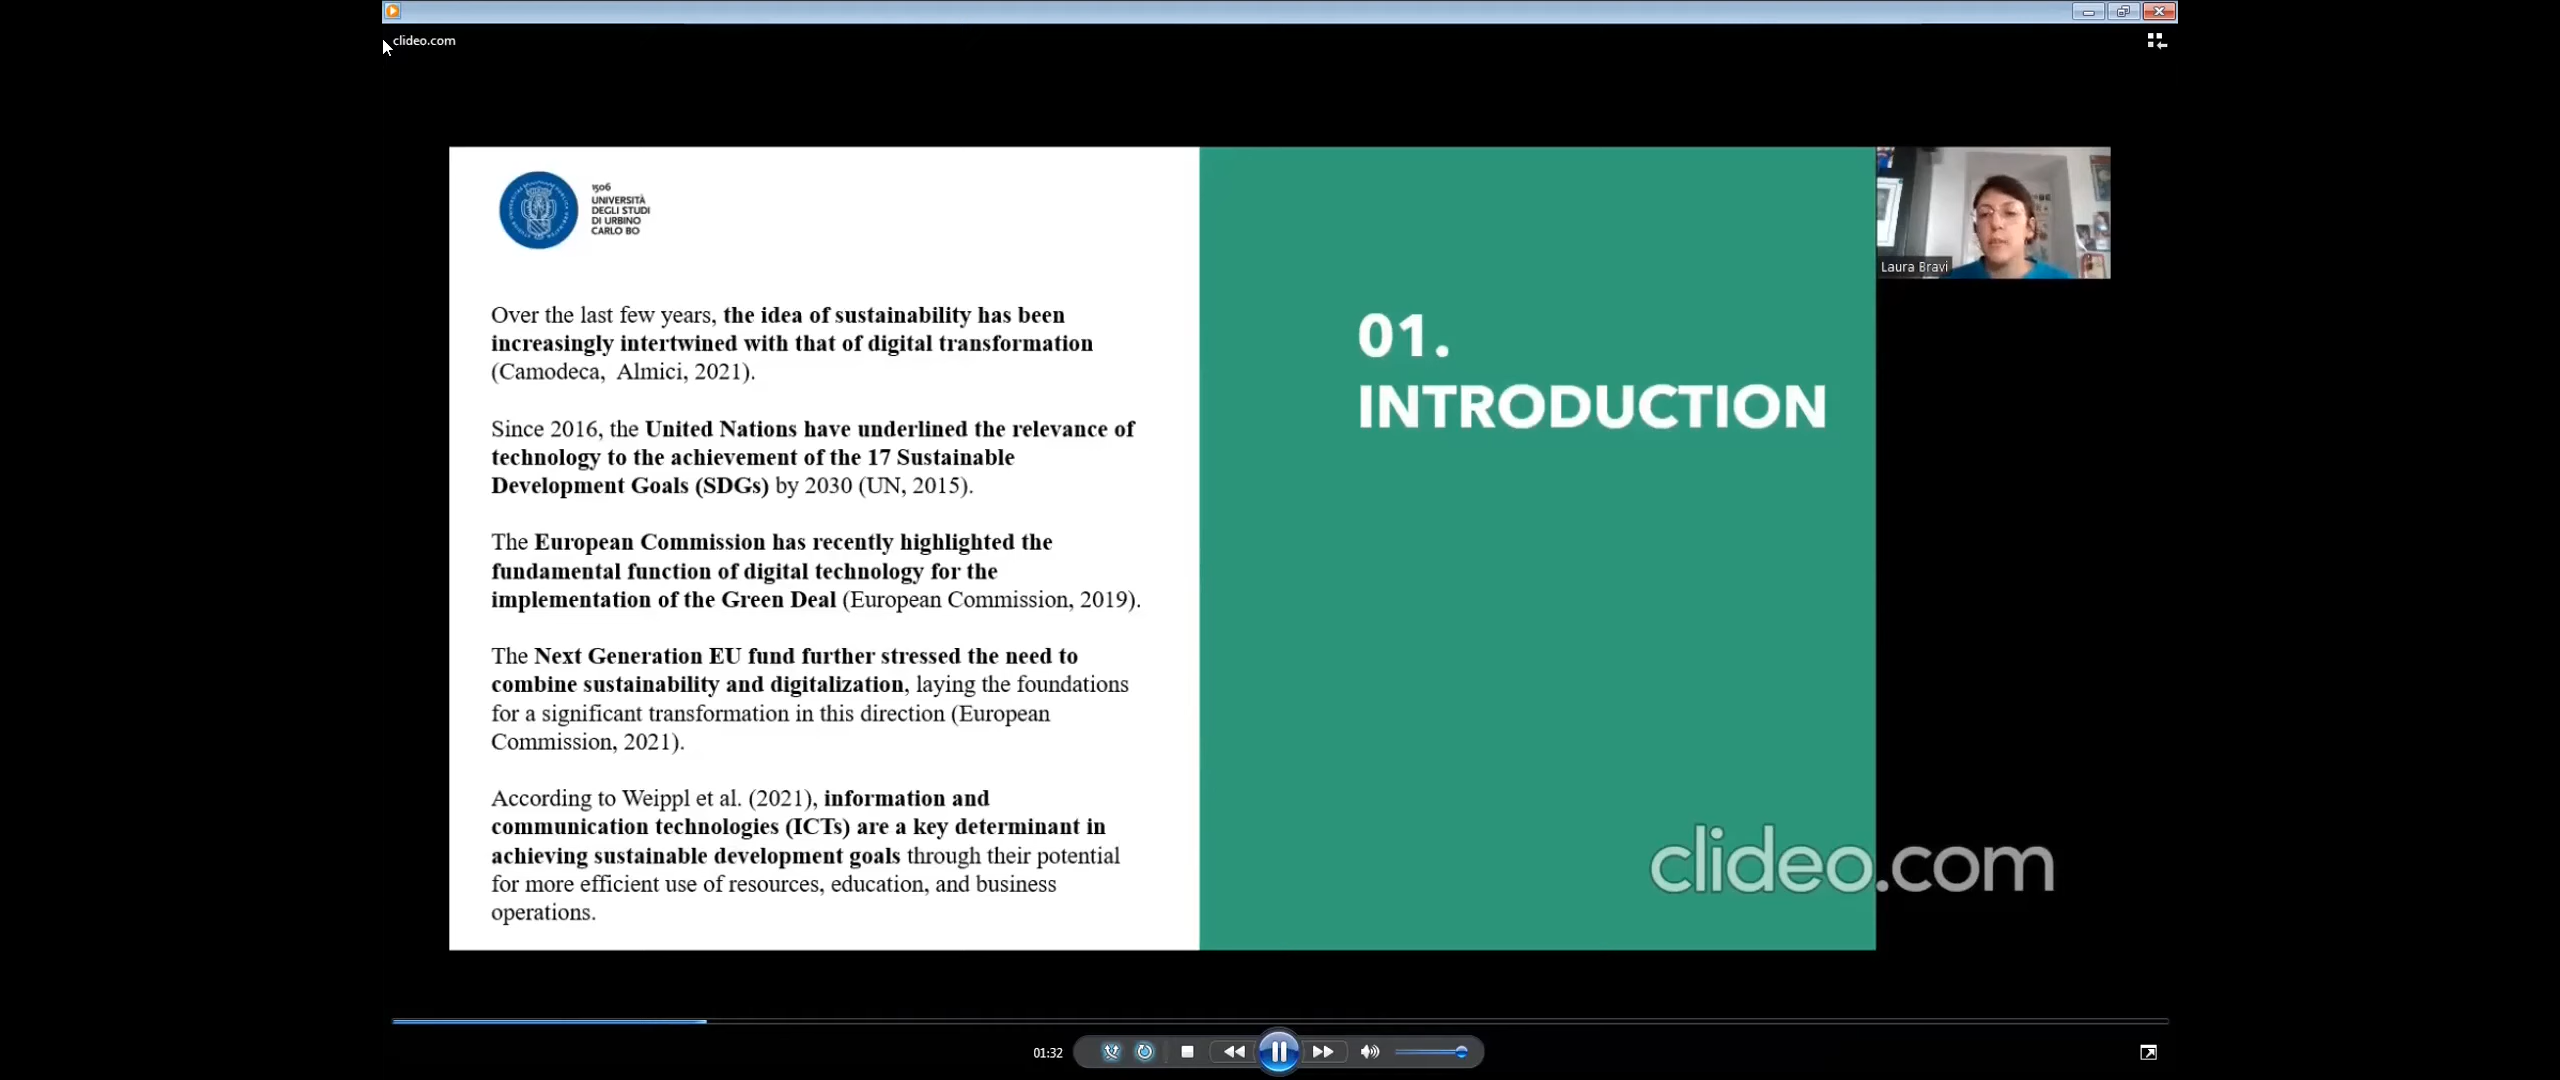 clideo.com
1506
UNIVERSITÀ
DEGLI STUDI
DI URBINO
CARLO BO
Over the last few years, the idea of sustainability has been
increasingly intertwined with that of digital transformation
(Camodeca,  Almici, 2021).
Since 2016, the United Nations have underlined the relevance of
technology to the achievement of the 17 Sustainable
Development Goals (SDGs) by 2030 (UN, 2015).
The European Commission has recently highlighted the
fundamental function of digital technology for the
implementation of the Green Deal (European Commission, 2019).
The Next Generation EU fund further stressed the need to
combine sustainability and digitalization, laying the foundations
for a significant transformation in this direction (European
Commission, 2021).
According to Weippl et al. (2021), information and
communication technologies (ICTs) are a key determinant in
achieving sustainable development goals through their potential
for more efficient use of resources, education, and business
operations.
01.
INTRODUCTION
Laura Bravi
clideo.com
01:32